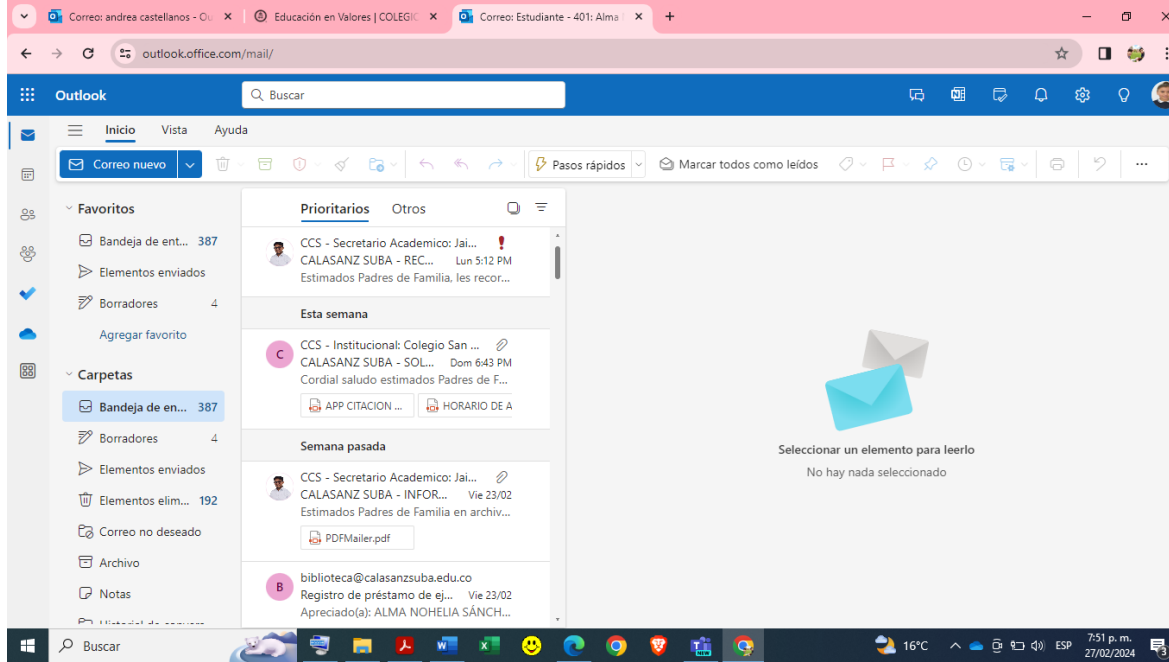 Correo: andrea castellanos - Ou
Educación en Valores | COLEGIC
Correo: Estudiante - 401: Alma
outlook.office.com/mail/
Outlook
Buscar
Inicio Vista Ayuda
Correo nuevo
Pasos rápidos
Marcar todos como leídos
Favoritos
Bandeja de ent... 387
Elementos enviados
Borradores 4
Agregar favorito
Carpetas
Bandeja de en... 387
Borradores 4
Elementos enviados
Elementos elim... 192
Correo no deseado
Archivo
Notas
Prioritarios Otros
CCS - Secretario Academico: Jai...
CALASANZ SUBA - REC... Lun 5:12 PM
Estimados Padres de Familia, les recor...
Esta semana
C
CCS - Institucional: Colegio San ...
CALASANZ SUBA - SOL... Dom 6:43 PM
Cordial saludo estimados Padres de F...
APP CITACION ... HORARIO DE A
Semana pasada
CCS - Secretario Academico: Jai...
CALASANZ SUBA - INFOR... Vie 23/02
Estimados Padres de Familia en archiv...
PDFMailer.pdf
B
biblioteca@calasanzsuba.edu.co
Registro de préstamo de ej... Vie 23/02
Apreciado(a): ALMA NOHELIA SÁNCH...
Seleccionar un elemento para leerlo
No hay nada seleccionado
Buscar
16°C
ESP
7:51 p. m.
27/02/2024